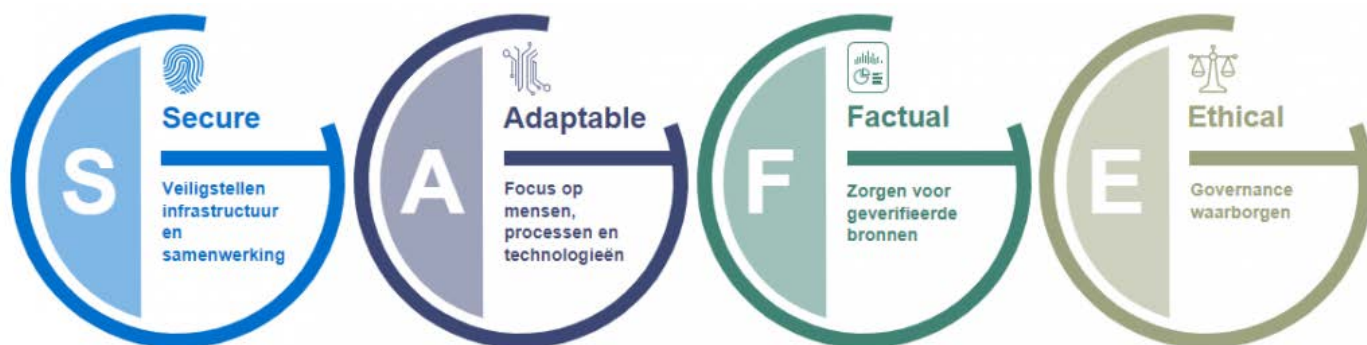 S
Secure
Veiligstellen
infrastructuur
en
samenwerking
A
Adaptable
Focus op
mensen,
processen en
technologieën
F
Factual
Zorgen voor
geverifieerde
bronnen
E
Ethical
Governance
waarborgen